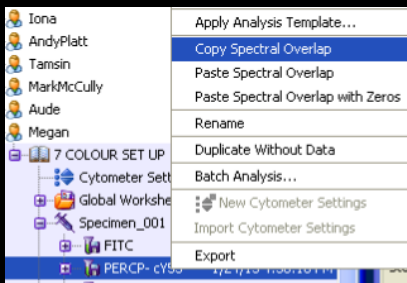 Iona
AndyPlatt
Tamsin
MarkMcCully
Aude
Megan
7 COLOUR SET UP
Cytometer Sett
Global Workshe
Specimen_001
FITC
PERCP- cY55
Apply Analysis Template...
Copy Spectral Overlap
Paste Spectral Overlap
Paste Spectral Overlap with Zeros
Rename
Duplicate Without Data
Batch Analysis...
New Cytometer Settings
Import Cytometer Settings
Export